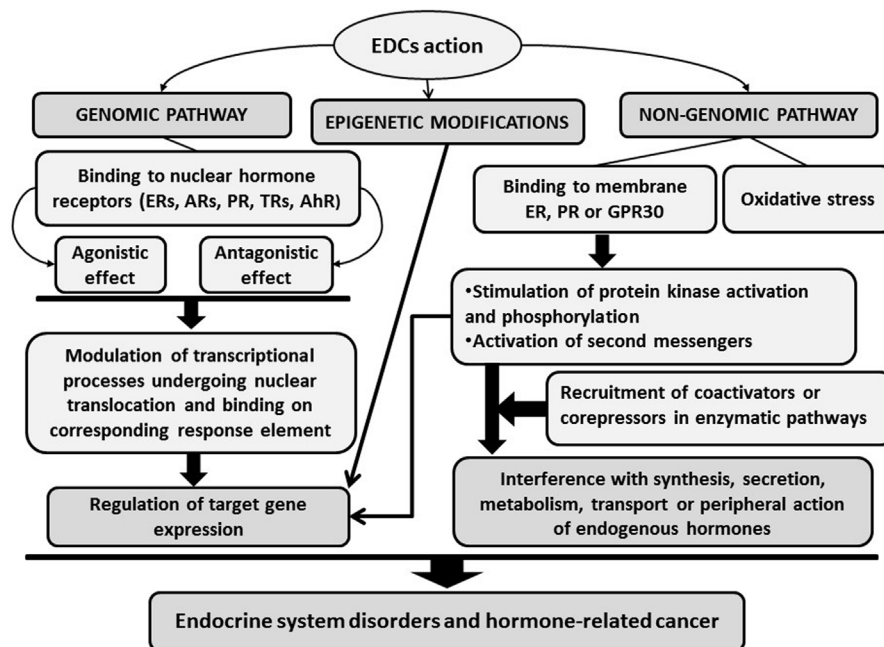 EDCs action
GENOMIC PATHWAY
EPIGENETIC MODIFICATIONS
NON-GENOMIC PATHWAY
Binding to nuclear hormone
receptors (ERs, ARs, PR, TRs, AhR)
Binding to membrane
ER, PR or GPR30
Oxidative stress
Agonistic
effect
Antagonistic
effect
•Stimulation of protein kinase activation
and phosphorylation
•Activation of second messengers
Modulation of transcriptional
processes undergoing nuclear
translocation and binding on
corresponding response element
Recruitment of coactivators or
corepressors in enzymatic pathways
Regulation of target gene
expression
Interference with synthesis, secretion,
metabolism, transport or peripheral action
of endogenous hormones
Endocrine system disorders and hormone-related cancer